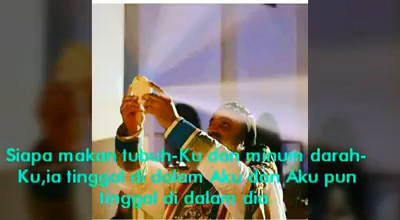 Siapa makan tubuh-Ku dan minum darah-
Ku,ia tinggal di dalam Aku dan Aku pun
tinggal di dalam dia